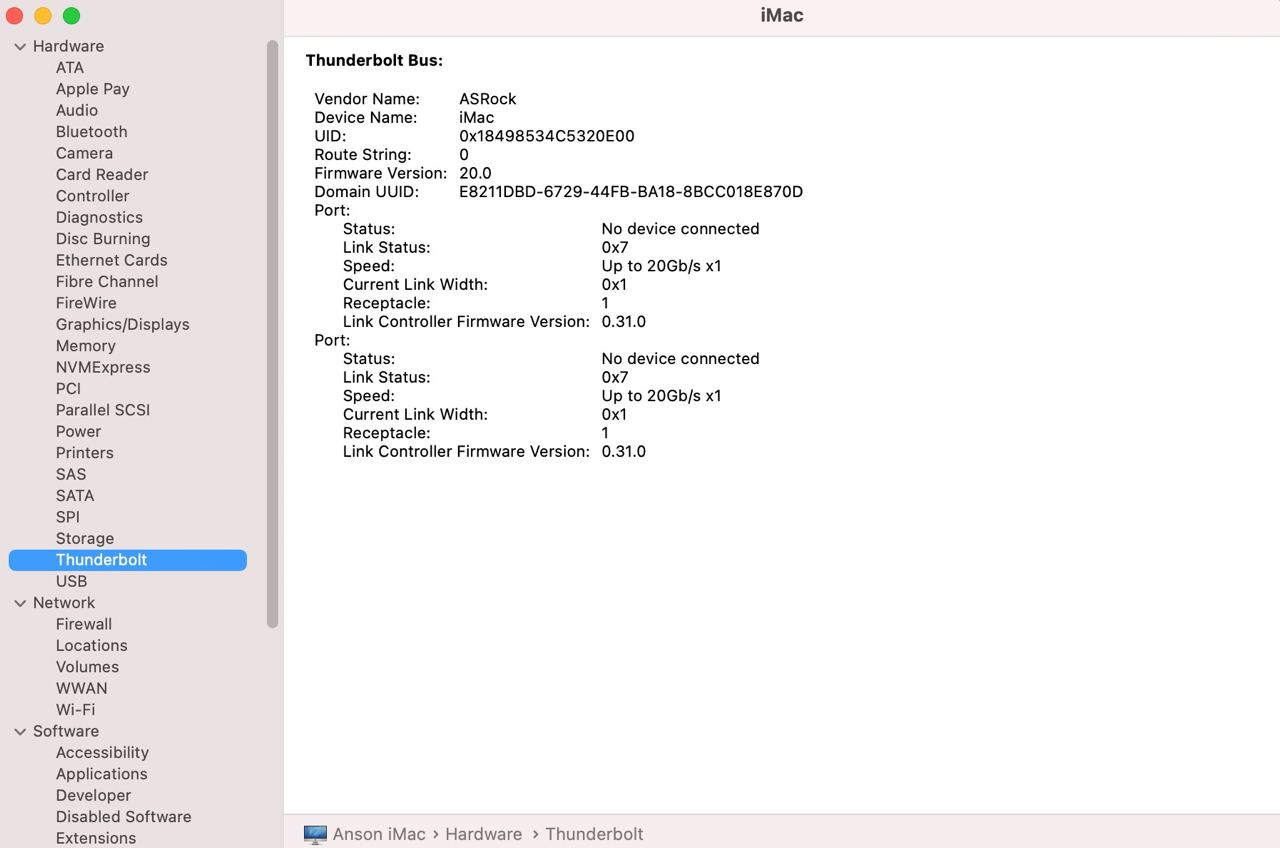 iMac
Hardware
ATA
Apple Pay
Audio
Bluetooth
Camera
Card Reader
Controller
Diagnostics
Disc Burning
Ethernet Cards
Fibre Channel
FireWire
Graphics/Displays
Memory
NVMExpress
PCI
Parallel SCSI
Power
Printers
SAS
SATA
SPI
Storage
Thunderbolt
USB
Network
Firewall
Locations
Volumes
WWAN
Wi-Fi
Software
Accessibility
Applications
Developer
Disabled Software
Extensions
Thunderbolt Bus:
Vendor Name: ASRock
Device Name: iMac
UID: 0x18498534C5320E00
Route String: 0
Firmware Version: 20.0
Domain UUID: E8211DBD-6729-44FB-BA18-8BCC018E870D
Port:
Status: No device connected
Link Status: 0x7
Speed: Up to 20Gb/s x1
Current Link Width: 0x1
Receptacle: 1
Link Controller Firmware Version: 0.31.0
Port:
Status: No device connected
Link Status: 0x7
Speed: Up to 20Gb/s x1
Current Link Width: 0x1
Receptacle: 1
Link Controller Firmware Version: 0.31.0
Anson iMac › Hardware › Thunderbolt